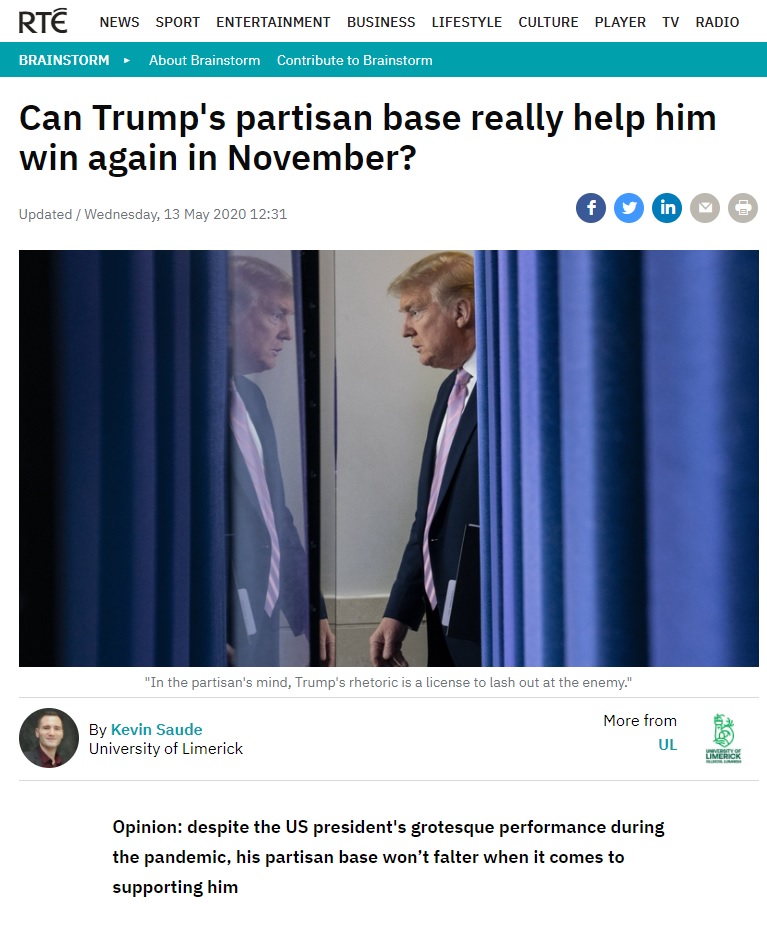 RTÉ NEWS SPORT ENTERTAINMENT BUSINESS LIFESTYLE CULTURE PLAYER TV RADIO
BRAINSTORM ▸ About Brainstorm Contribute to Brainstorm
Can Trump's partisan base really help him
win again in November?
Updated / Wednesday, 13 May 2020 12:31
"In the partisan's mind, Trump's rhetoric is a license to lash out at the enemy."
By Kevin Saude
University of Limerick
More from
UL
UNIVERSITY OF
LIMERICK
Opinion: despite the US president's grotesque performance during
the pandemic, his partisan base won’t falter when it comes to
supporting him